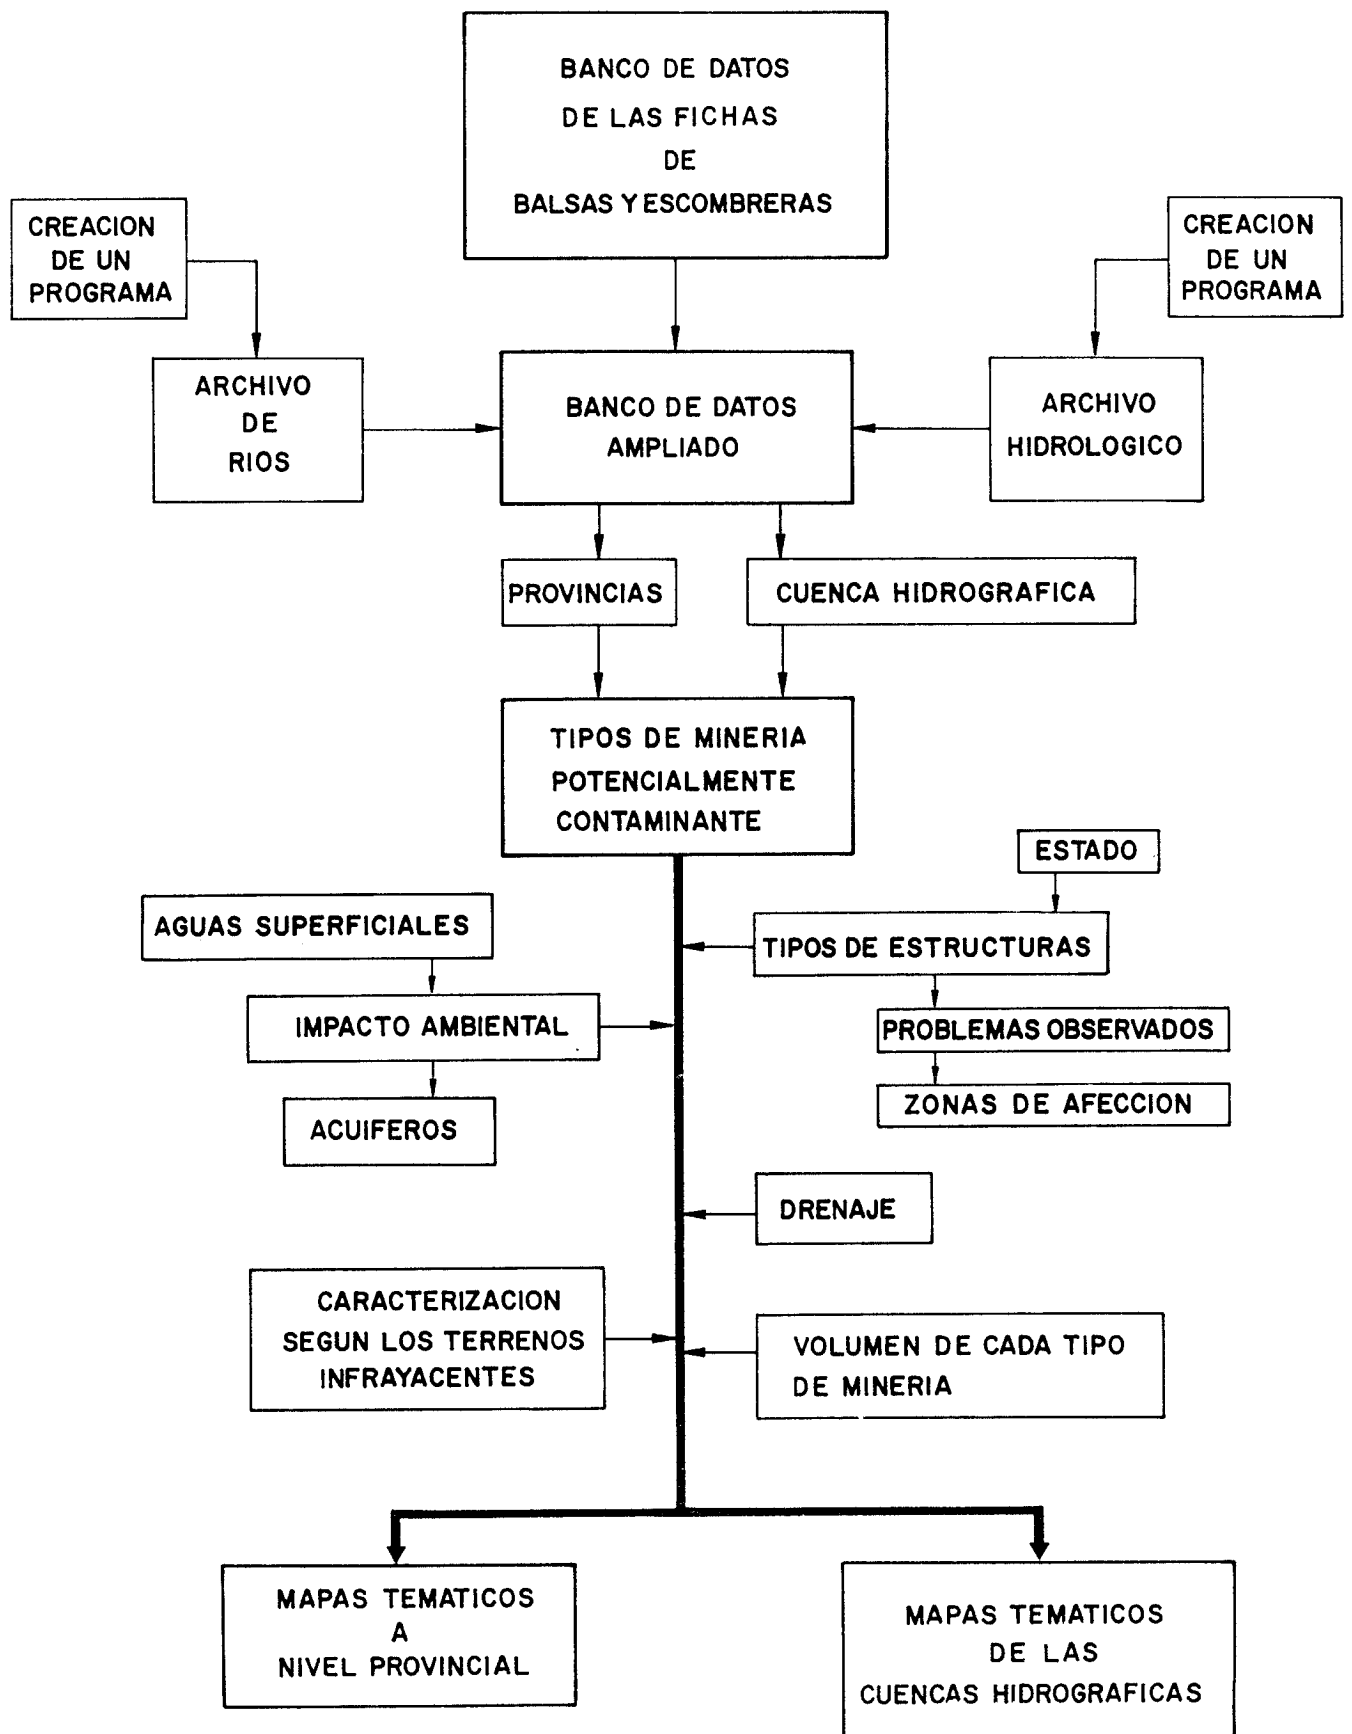 BANCO DE DATOS
DE LAS FICHAS
DE
BALSAS Y ESCOMBRERAS
CREACION
DE UN
PROGRAMA
CREACION
DE UN
PROGRAMA
ARCHIVO
DE
RIOS
BANCO DE DATOS
AMPLIADO
ARCHIVO
HIDROLOGICO
PROVINCIAS
CUENCA HIDROGRAFICA
TIPOS DE MINERIA
POTENCIALMENTE
CONTAMINANTE
ESTADO
AGUAS SUPERFICIALES
TIPOS DE ESTRUCTURAS
IMPACTO AMBIENTAL
PROBLEMAS OBSERVADOS
ZONAS DE AFECCION
ACUIFEROS
DRENAJE
CARACTERIZACION
SEGUN LOS TERRENOS
INFRAYACENTES
VOLUMEN DE CADA TIPO
DE MINERIA
MAPAS TEMATICOS
A
NIVEL PROVINCIAL
MAPAS TEMATICOS
DE LAS
CUENCAS HIDROGRAFICAS